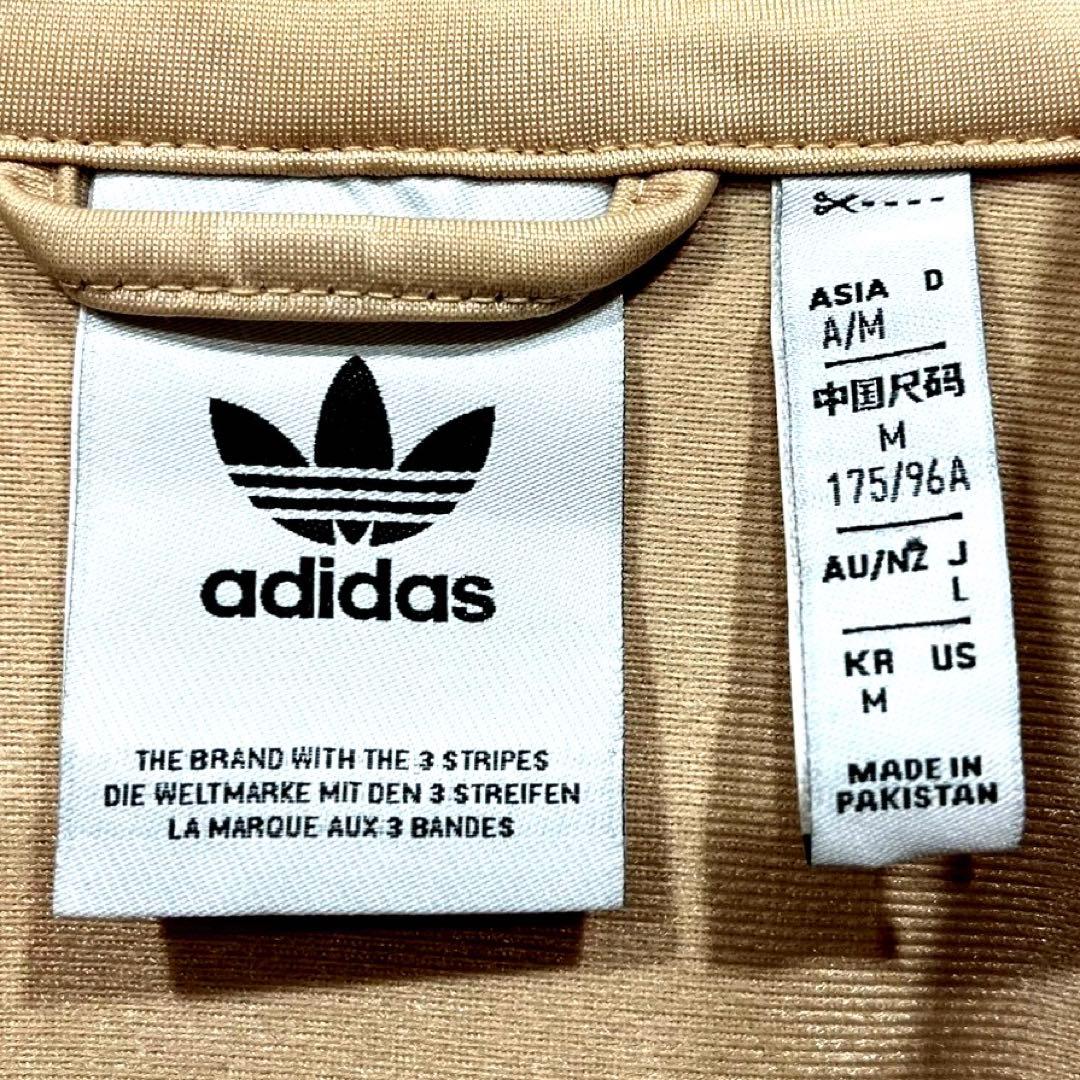 adidas
THE BRAND WITH THE 3 STRIPES
DIE WELTMARKE MIT DEN 3 STREIFEN
LA MARQUE AUX 3 BANDES
ASIA D
A/M
中国尺码
M
175/96A
AU/NZ J
L
KR US
M
MADE IN
PAKISTAN